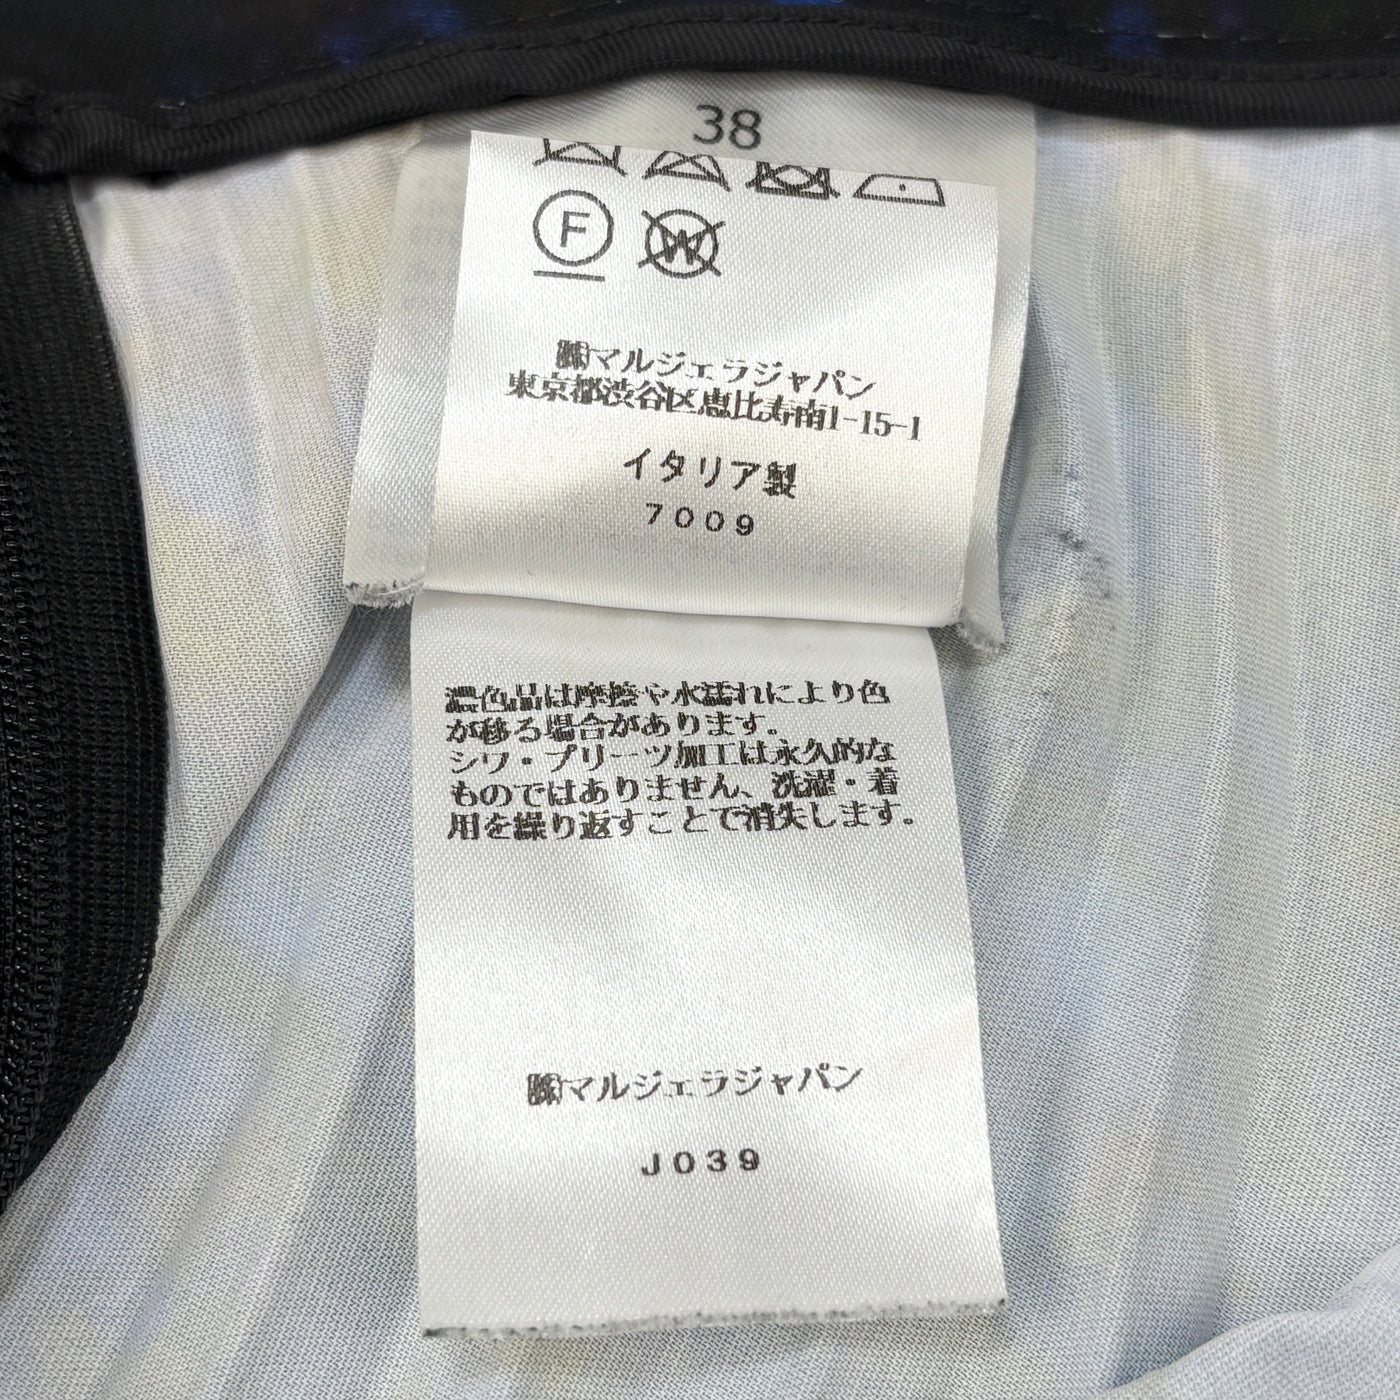 38
F
W
㈱マルジェラジャパン
東京都渋谷区恵比寿南1-15-1
イタリア製
7009
濃色品は摩擦や水濡れにより色
が移る場合があります。
シワ・プリーツ加工は永久的な
ものではありません、洗濯・着
用を繰り返すことで消失します。
㈱マルジェラジャパン
J039